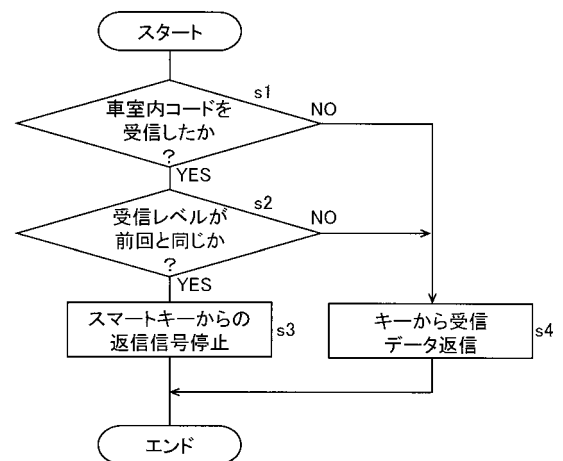 スタート
s1
車室内コードを
受信したか
?
NO
YES
s2
受信レベルが
前回と同じか
?
NO
YES
スマートキーからの
返信信号停止
s3
キーから受信
データ返信
s4
エンド